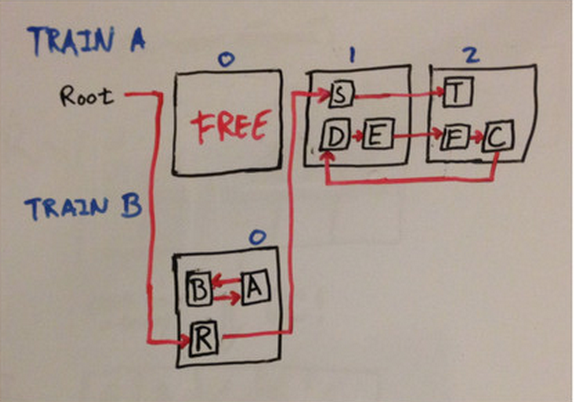 TRAIN A
0 1 2
Root
FREE
S T
D E F C
TRAIN B
0
B A
R